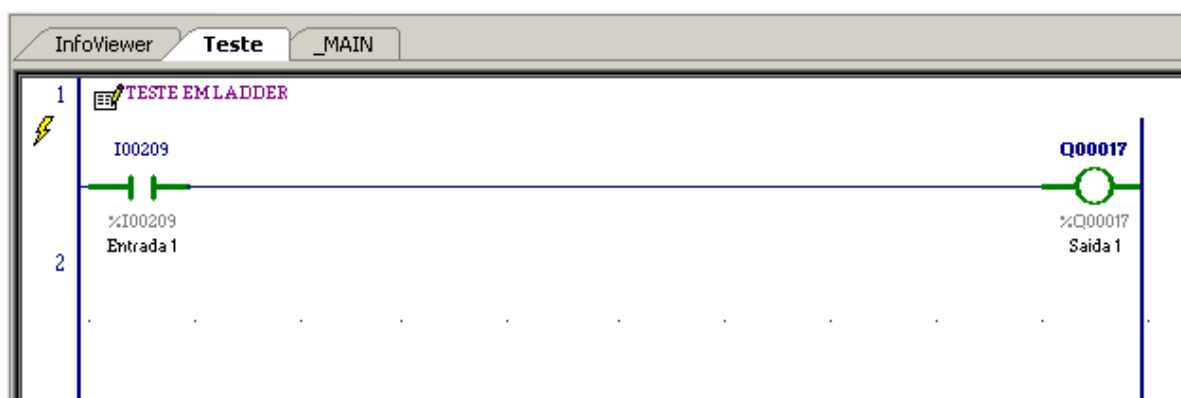 InfoViewer Teste _MAIN
1 TESTE EM LADDER
I00209 Q00017
%I00209 %Q00017
Entrada 1 Saida 1
2